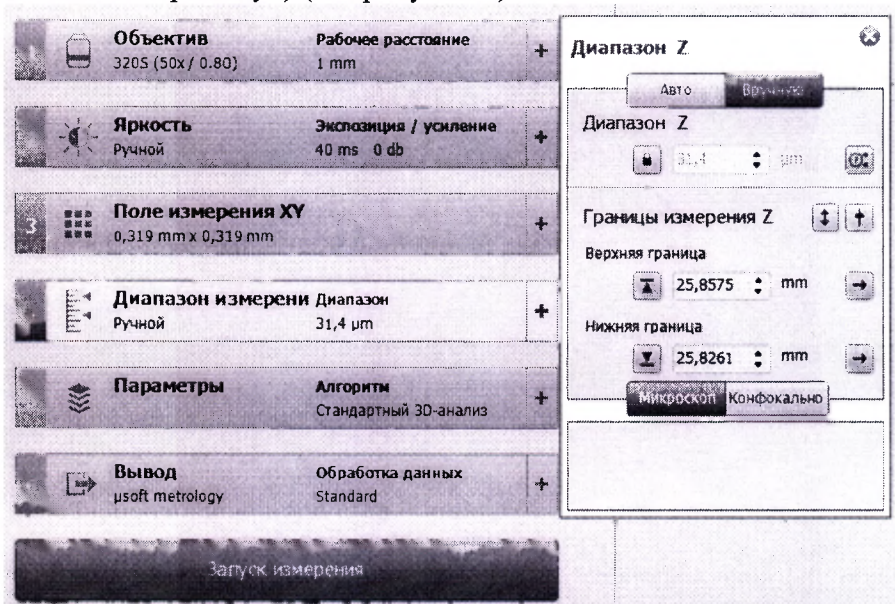 Объектив
Рабочее расстояние
320S (50x / 0.80)
1 mm
Яркость
Экспозиция / усиление
Ручной
40 ms 0 db
3
Поле измерения XY
0,319 mm x 0,319 mm
Диапазон измерени
Диапазон
Ручной
31,4 µm
Параметры
Алгоритм
Стандартный 3D-анализ
Вывод
Обработка данных
µsoft metrology
Standard
Запуск измерения
Диапазон Z
Авто
Вручную
Диапазон Z
31,4 µm
Границы измерения Z
Верхняя граница
25,8575 mm
Нижняя граница
25,8261 mm
Микроскоп
Конфокально